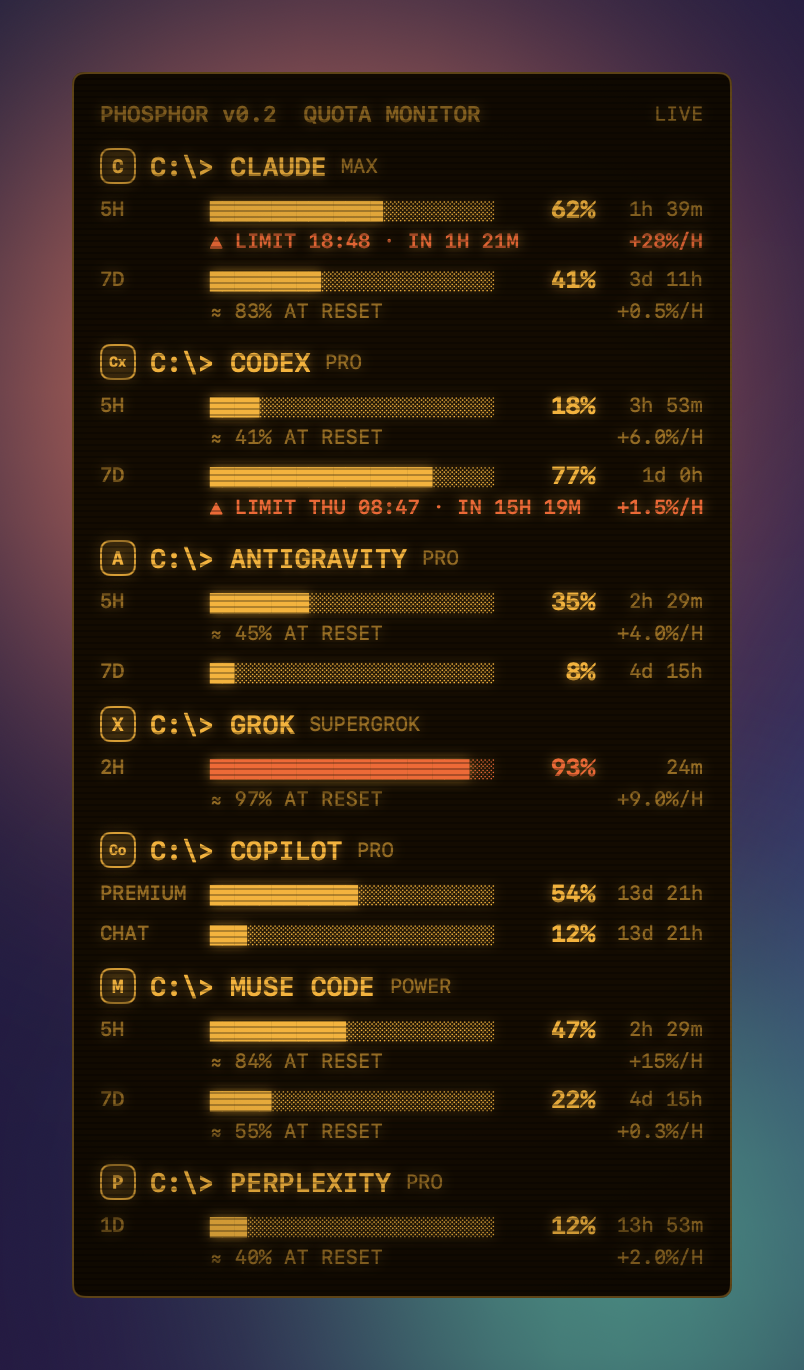 PHOSPHOR v0.2 QUOTA MONITOR LIVE
C C:\> CLAUDE MAX
5H 62% 1h 39m
▲ LIMIT 18:48 · IN 1H 21M +28%/H
7D 41% 3d 11h
≈ 83% AT RESET +0.5%/H
Cx C:\> CODEX PRO
5H 18% 3h 53m
≈ 41% AT RESET +6.0%/H
7D 77% 1d 0h
▲ LIMIT THU 08:47 · IN 15H 19M +1.5%/H
A C:\> ANTIGRAVITY PRO
5H 35% 2h 29m
≈ 45% AT RESET +4.0%/H
7D 8% 4d 15h
X C:\> GROK SUPERGROK
2H 93% 24m
≈ 97% AT RESET +9.0%/H
Co C:\> COPILOT PRO
PREMIUM 54% 13d 21h
CHAT 12% 13d 21h
M C:\> MUSE CODE POWER
5H 47% 2h 29m
≈ 84% AT RESET +15%/H
7D 22% 4d 15h
≈ 55% AT RESET +0.3%/H
P C:\> PERPLEXITY PRO
1D 12% 13h 53m
≈ 40% AT RESET +2.0%/H